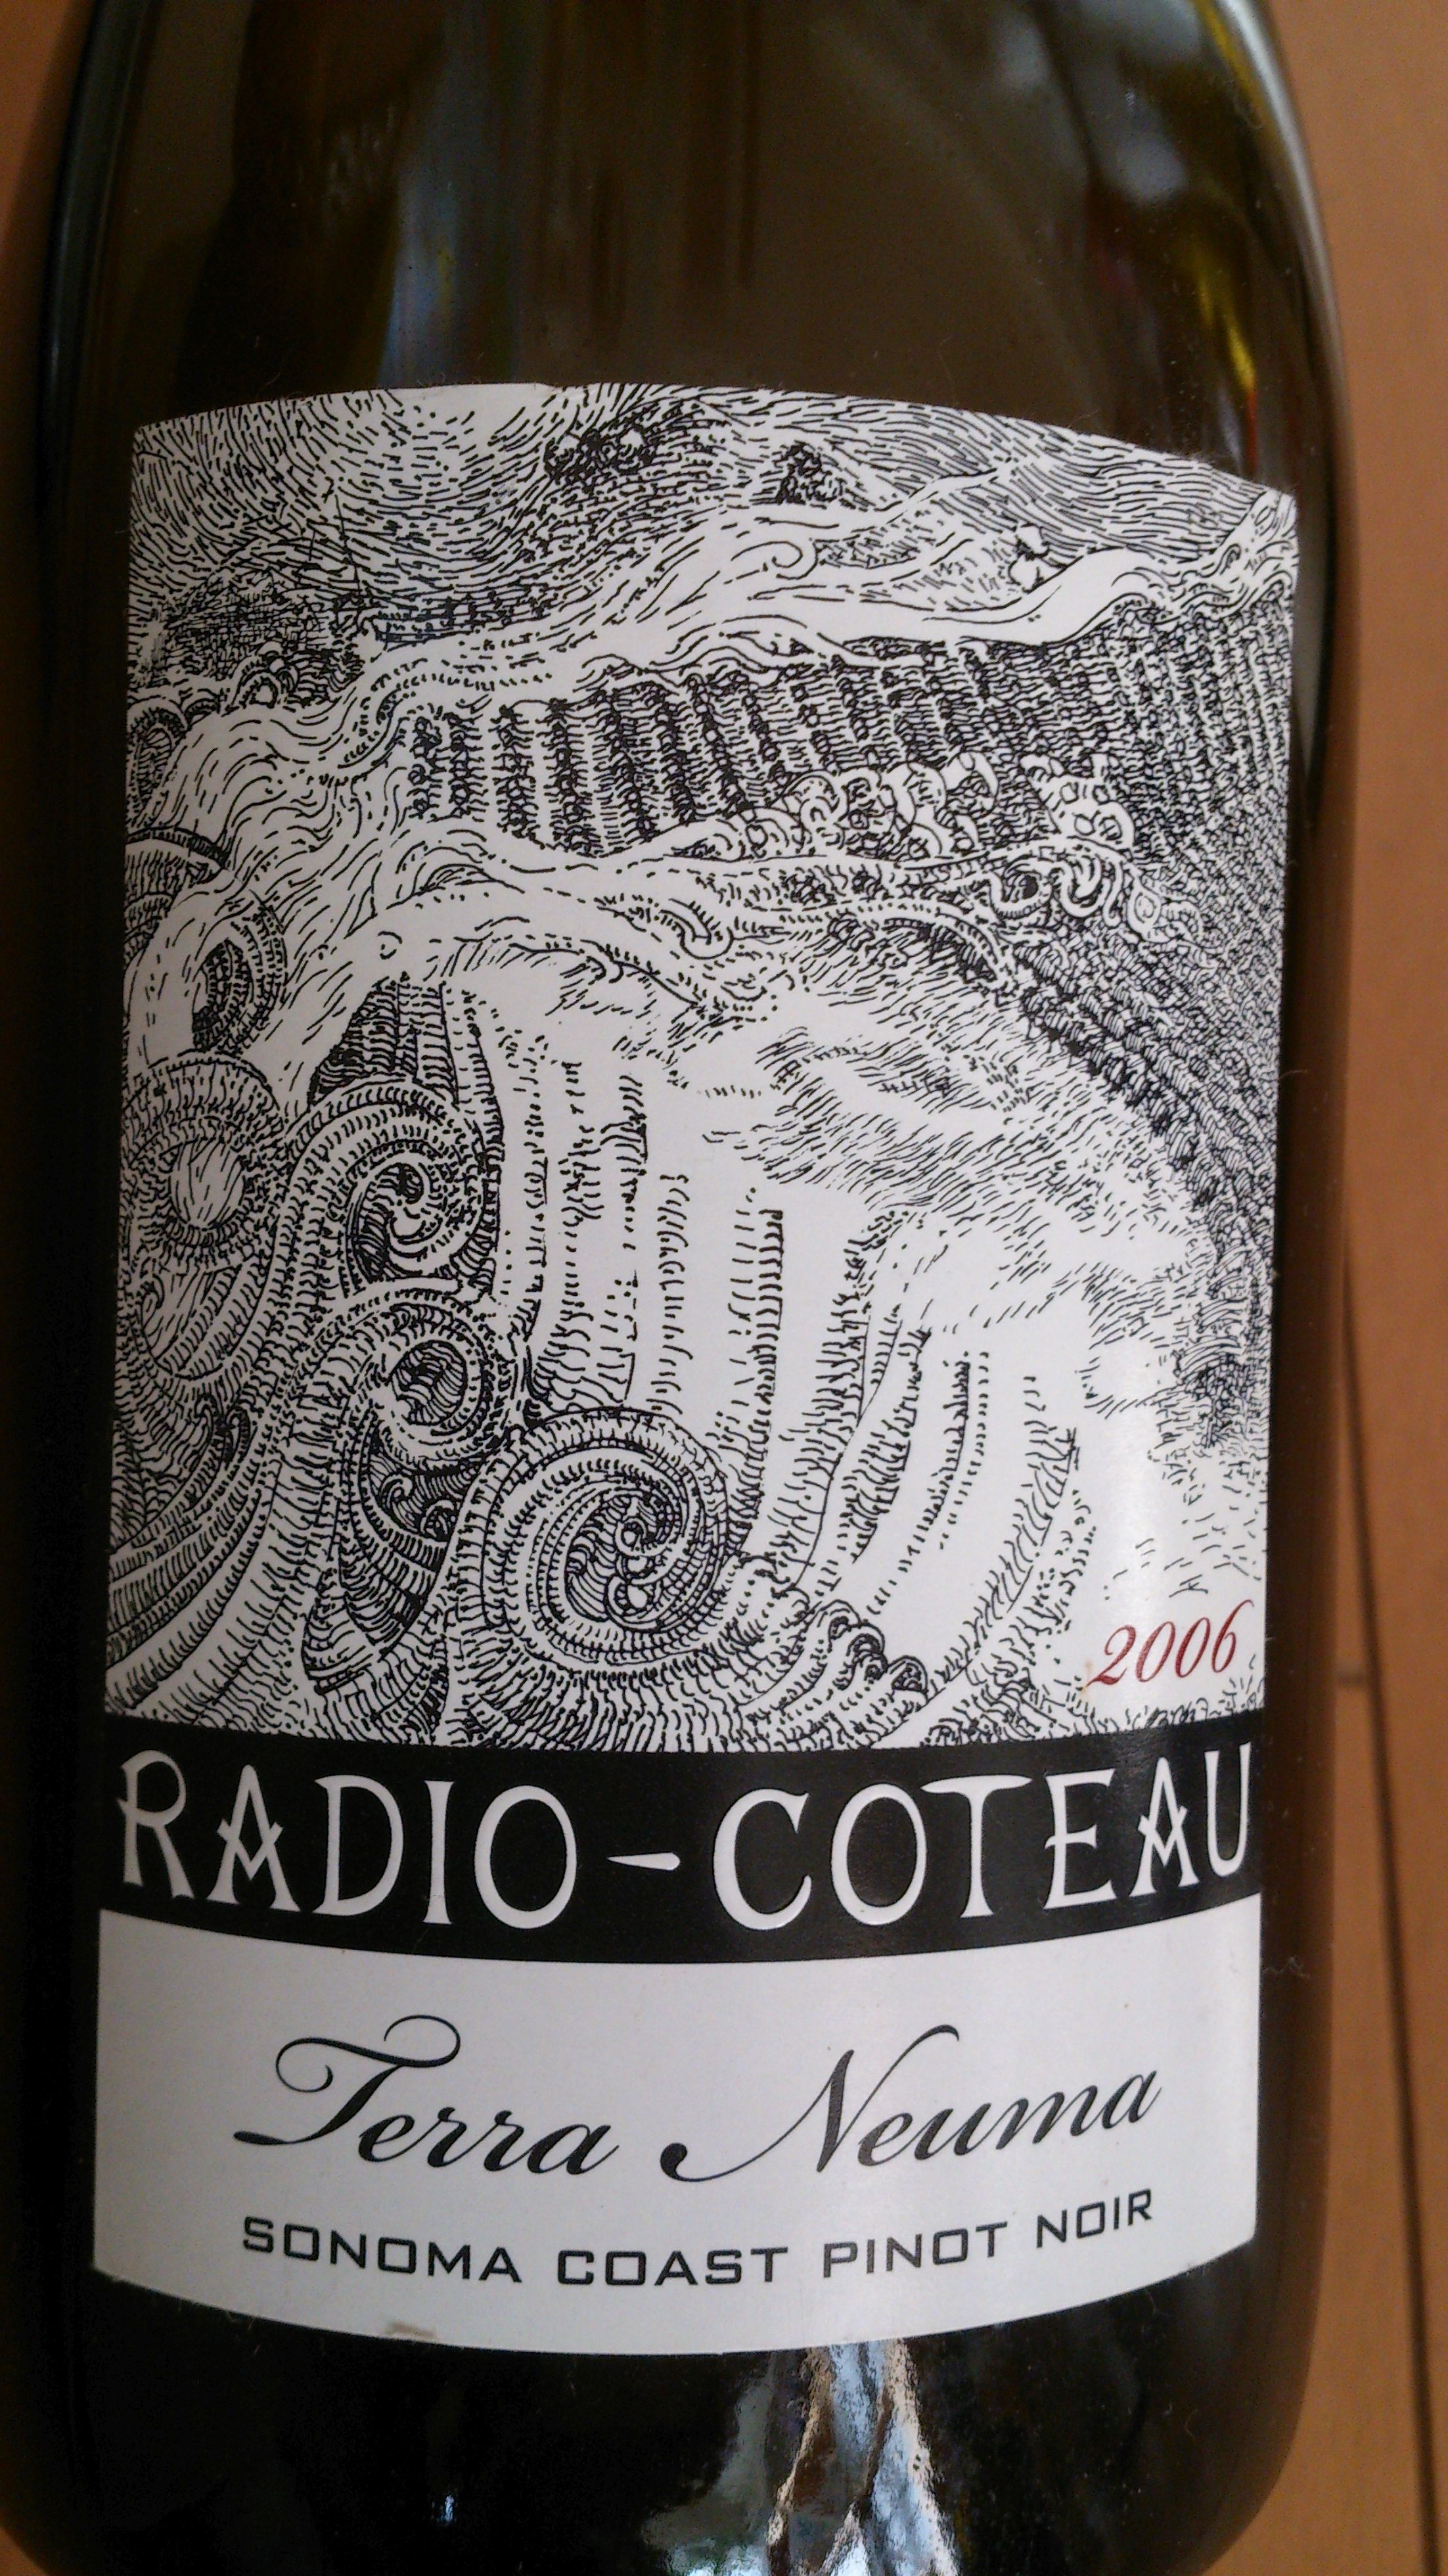 2006
RADIO-COTEAU
Terra Neuma
SONOMA COAST PINOT NOIR